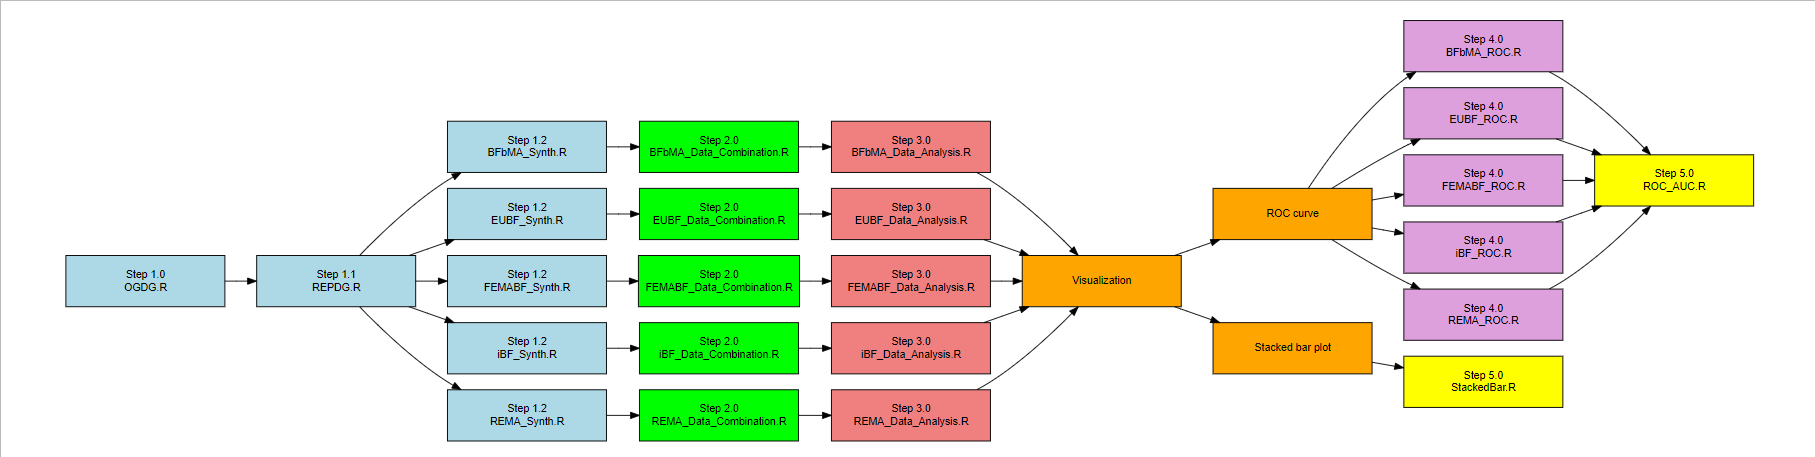 Step 1.0
OGDG.R
Step 1.1
REPDG.R
Step 1.2
BFbMA_Synth.R
Step 1.2
EUBF_Synth.R
Step 1.2
FEMABF_Synth.R
Step 1.2
iBF_Synth.R
Step 1.2
REMA_Synth.R
Step 2.0
BFbMA_Data_Combination.R
Step 2.0
EUBF_Data_Combination.R
Step 2.0
FEMABF_Data_Combination.R
Step 2.0
iBF_Data_Combination.R
Step 2.0
REMA_Data_Combination.R
Step 3.0
BFbMA_Data_Analysis.R
Step 3.0
EUBF_Data_Analysis.R
Step 3.0
FEMABF_Data_Analysis.R
Step 3.0
iBF_Data_Analysis.R
Step 3.0
REMA_Data_Analysis.R
Visualization
ROC curve
Stacked bar plot
Step 4.0
BFbMA_ROC.R
Step 4.0
EUBF_ROC.R
Step 4.0
FEMABF_ROC.R
Step 4.0
iBF_ROC.R
Step 4.0
REMA_ROC.R
Step 5.0
StackedBar.R
Step 5.0
ROC_AUC.R